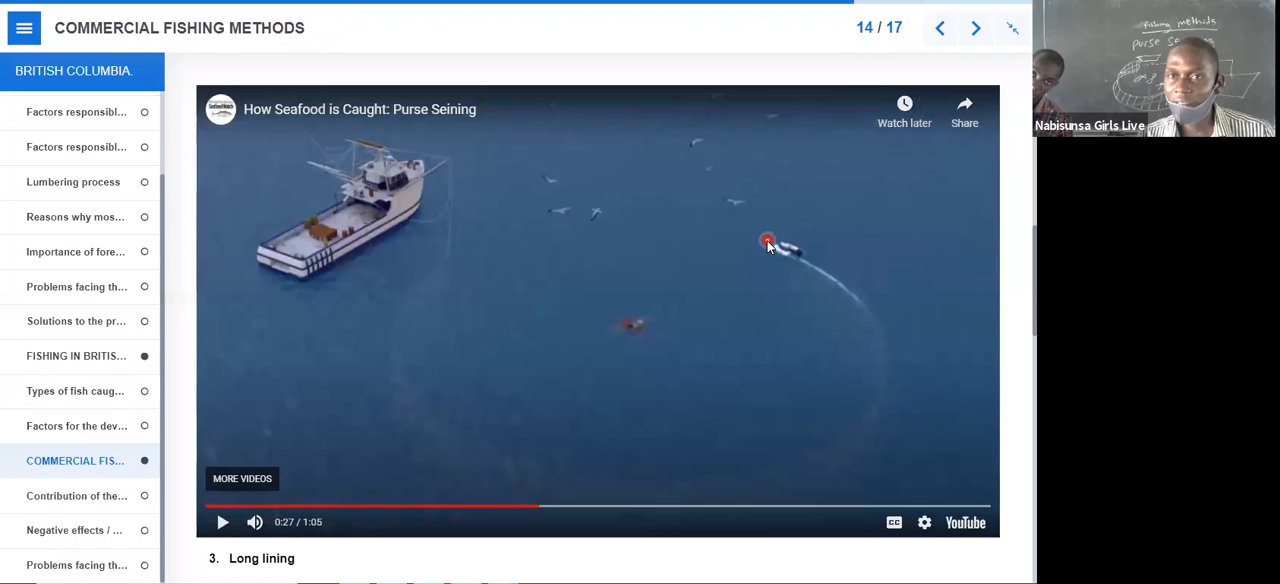 COMMERCIAL FISHING METHODS
14 / 17
BRITISH COLUMBIA.
Factors responsibl...
Factors responsibl...
Lumbering process
Reasons why mos...
Importance of fore...
Problems facing th...
Solutions to the pr...
FISHING IN BRITIS...
Types of fish caug...
Factors for the dev...
COMMERCIAL FIS...
Contribution of the...
Negative effects / ...
Problems facing th...
How Seafood is Caught: Purse Seining
Watch later
Share
MORE VIDEOS
0:27 / 1:05
CC
YouTube
3. Long lining
fishing methods
purse
Nabisunsa Girls Live